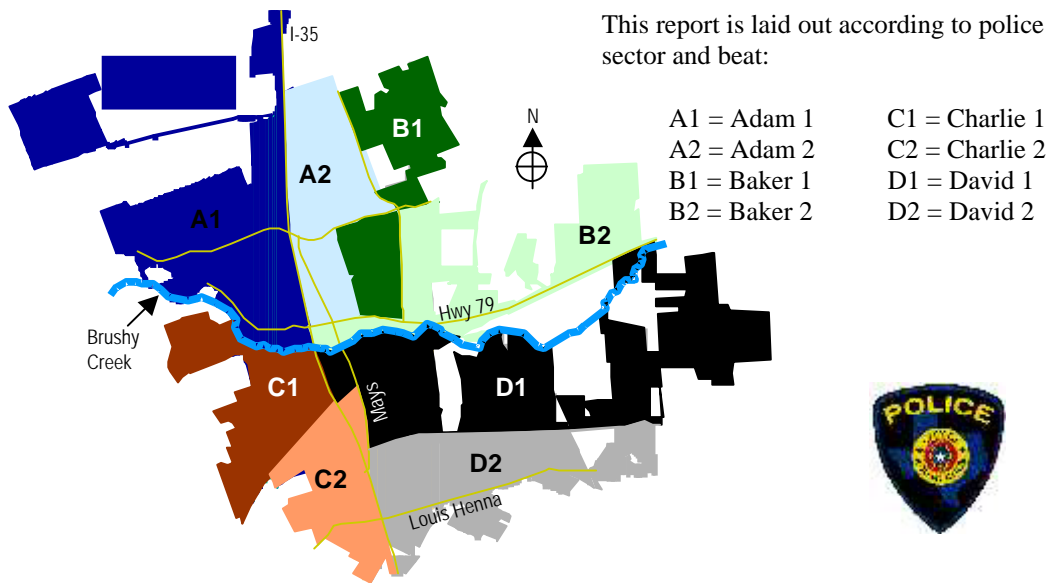 This report is laid out according to police
sector and beat:
A1 = Adam 1
A2 = Adam 2
B1 = Baker 1
B2 = Baker 2
C1 = Charlie 1
C2 = Charlie 2
D1 = David 1
D2 = David 2
I-35
B1
N
A2
A1
B2
Hwy 79
Brushy
Creek
C1
Mays
D1
D2
C2
Louis Henna
POLICE